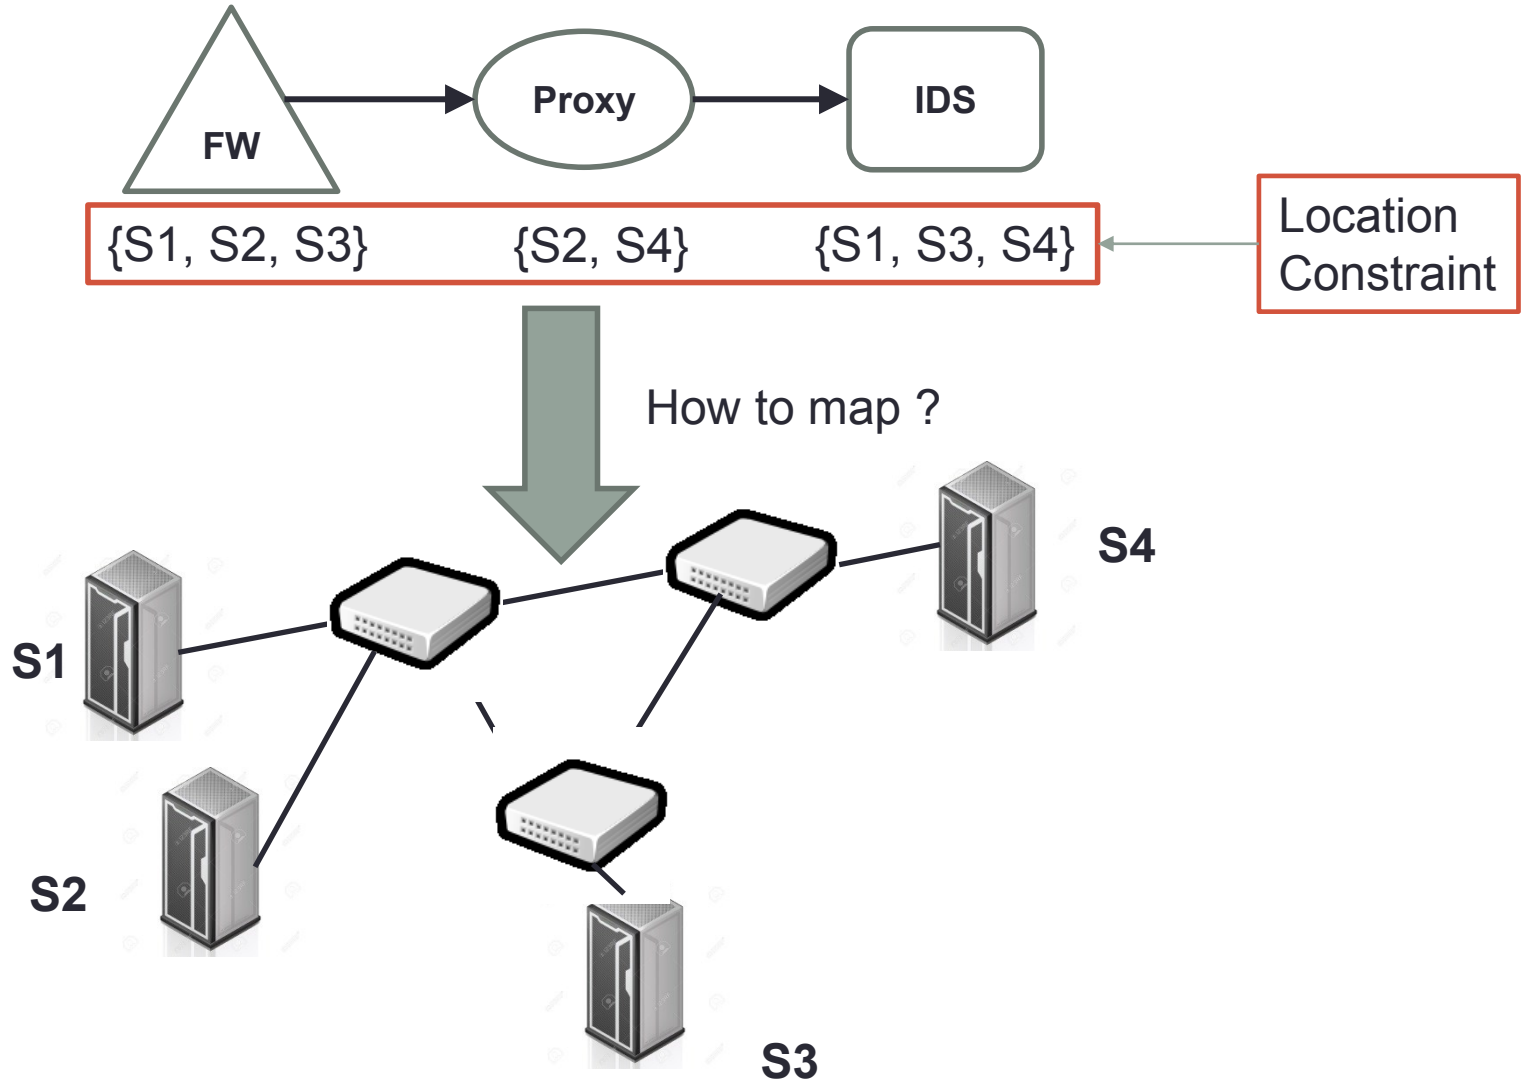 FW
Proxy
IDS
{S1, S2, S3}
{S2, S4}
{S1, S3, S4}
Location
Constraint
How to map ?
S4
S1
S2
S3